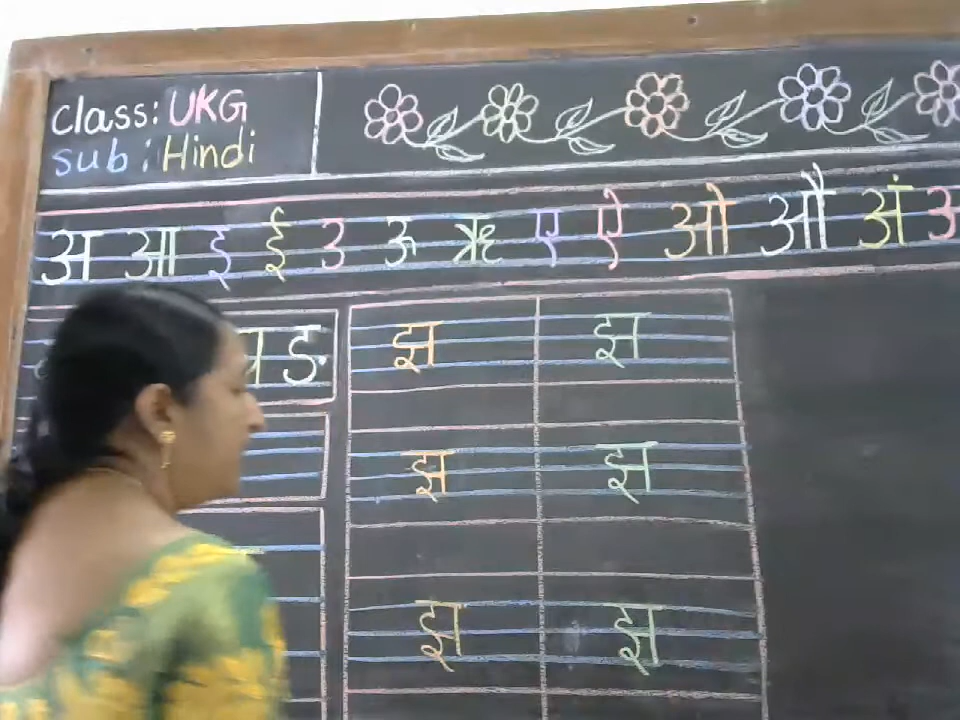 class: UKG
sub: Hindi
अ आ इ ई उ ऊ ऋ ए ऐ ओ औ अं
ङ झ झ
झ झ
झ झ